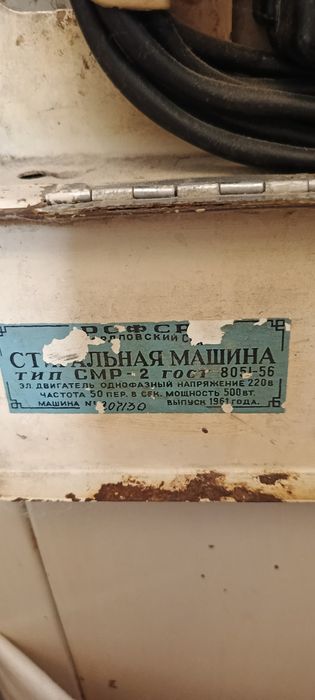 РСФСР
СТИРАЛЬНАЯ МАШИНА
ТИП СМР-2 ГОСТ 8051-56
ЭЛ. ДВИГАТЕЛЬ ОДНОФАЗНЫЙ НАПРЯЖЕНИЕ 220В
ЧАСТОТА 50 ПЕР. В СЕК. МОЩНОСТЬ 500ВТ.
МАШИНА № 207130 ВЫПУСК 1961 ГОДА.